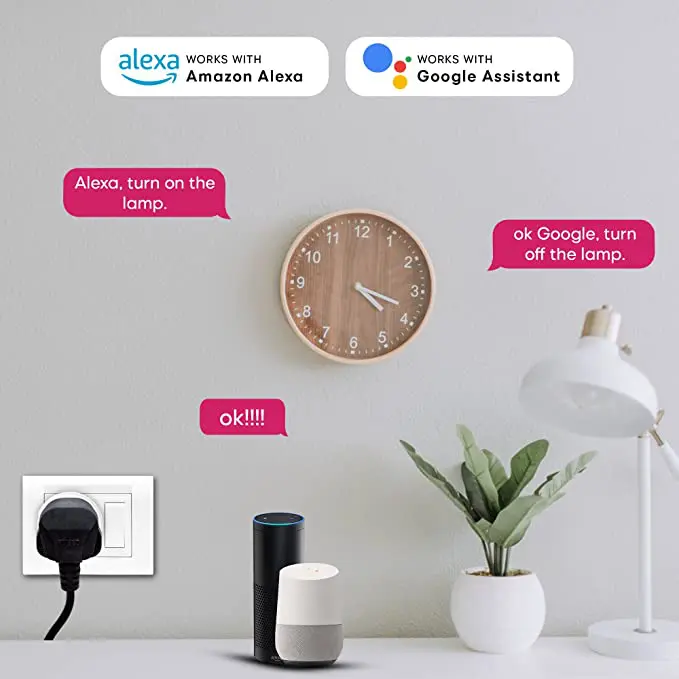 alexa
WORKS WITH
Amazon Alexa
WORKS WITH
Google Assistant
Alexa, turn on the
lamp.
ok Google, turn
off the lamp.
12
11
1
10
2
9
3
8
4
7
5
6
ok!!!!